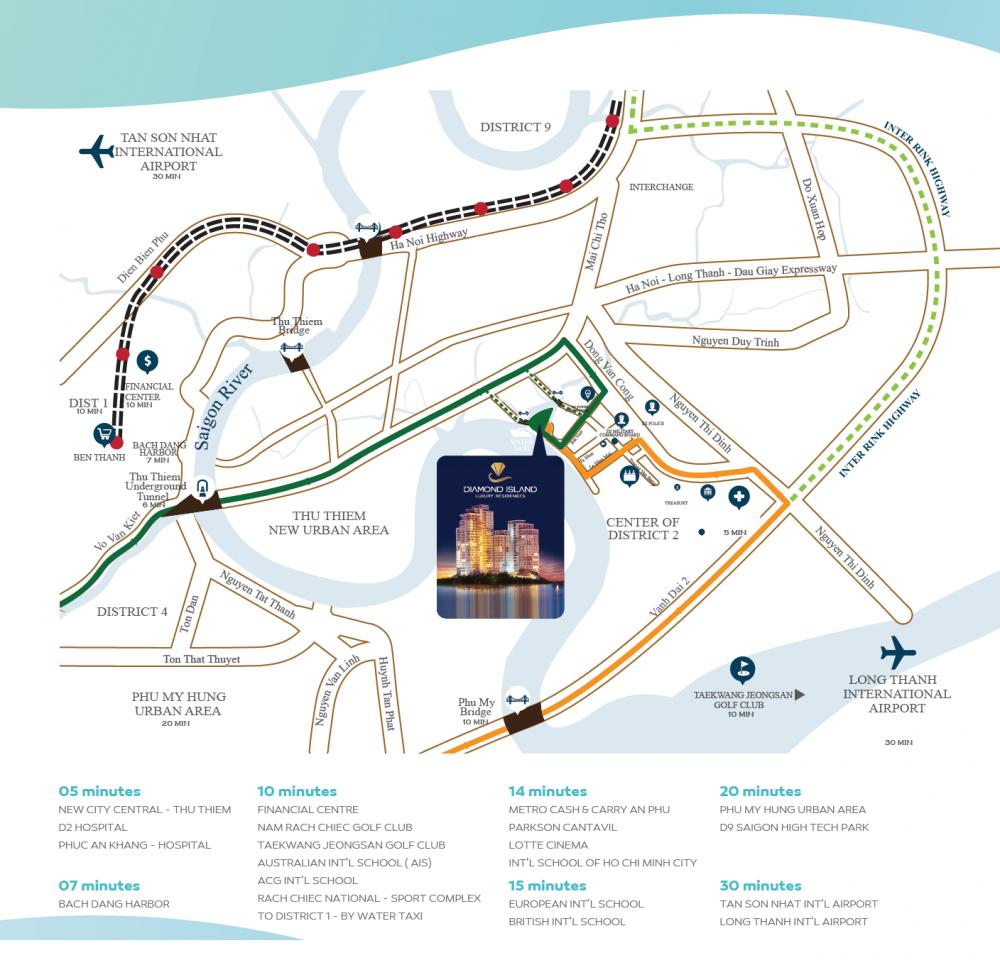 TAN SON NHAT
INTERNATIONAL
AIRPORT
30 MIN
DISTRICT 9
INTER RINK HIGHWAY
INTERCHANGE
Do Xuan Hop
Mai Chi Tho
Dien Bien Phu
Ha Noi Highway
Ha Noi - Long Thanh - Dau Giay Expressway
Thu Thiem
Bridge
Nguyen Duy Trinh
$
FINANCIAL
CENTER
10 MIN
DIST 1
10 MIN
Saigon River
Dong Van Cong
Nguyen Thi Dinh
INTER RINK HIGHWAY
BEN THANH
BACH DANG
HARBOR
7 MIN
D2 MILITARY
COMMAND BOARD
D2 POLICE
WATER
TAXI
Thu Thiem
Underground
Tunnel
6 MIN
DIAMOND ISLAND
LUXURY RESIDENCES
TREASURY
Vo Van Kiet
THU THIEM
NEW URBAN AREA
CENTER OF
DISTRICT 2
5 MIN
Nguyen Thi Dinh
Nguyen Tat Thanh
DISTRICT 4
Ton Dan
Vanh Dai 2
Ton That Thuyet
Nguyen Van Linh
Huynh Tan Phat
PHU MY HUNG
URBAN AREA
20 MIN
Phu My
Bridge
10 MIN
TAEKWANG JEONGSAN
GOLF CLUB
10 MIN
LONG THANH
INTERNATIONAL
AIRPORT
30 MIN
05 minutes
NEW CITY CENTRAL - THU THIEM
D2 HOSPITAL
PHUC AN KHANG - HOSPITAL
07 minutes
BACH DANG HARBOR
10 minutes
FINANCIAL CENTRE
NAM RACH CHIEC GOLF CLUB
TAEKWANG JEONGSAN GOLF CLUB
AUSTRALIAN INT'L SCHOOL ( AIS)
ACG INT'L SCHOOL
RACH CHIEC NATIONAL - SPORT COMPLEX
TO DISTRICT 1 - BY WATER TAXI
14 minutes
METRO CASH & CARRY AN PHU
PARKSON CANTAVIL
LOTTE CINEMA
INT'L SCHOOL OF HO CHI MINH CITY
15 minutes
EUROPEAN INT'L SCHOOL
BRITISH INT'L SCHOOL
20 minutes
PHU MY HUNG URBAN AREA
D9 SAIGON HIGH TECH PARK
30 minutes
TAN SON NHAT INT'L AIRPORT
LONG THANH INT'L AIRPORT